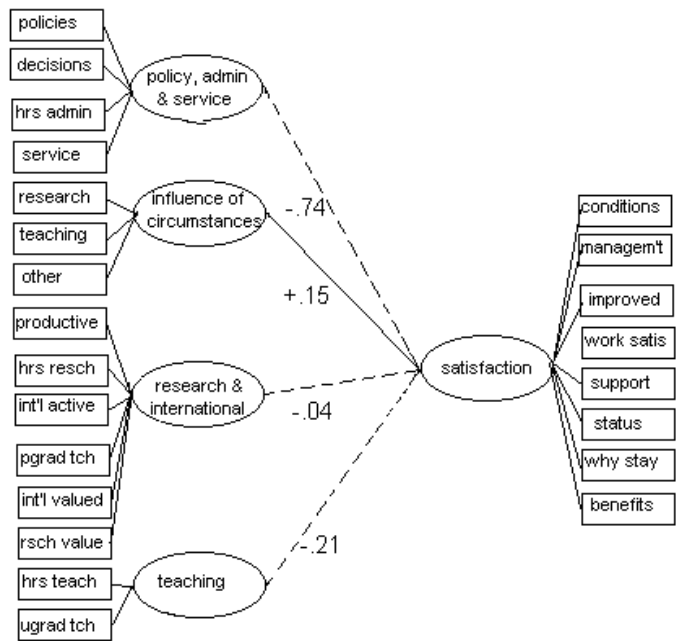 policies
decisions
hrs admin
service
policy, admin
& service
research
teaching
other
influence of
circumstances
productive
hrs resch
int'l active
pgrad tch
int'l valued
rsch value
research &
international
hrs teach
ugrad tch
teaching
-.74
+.15
-.04
-.21
satisfaction
conditions
managem't
improved
work satis
support
status
why stay
benefits